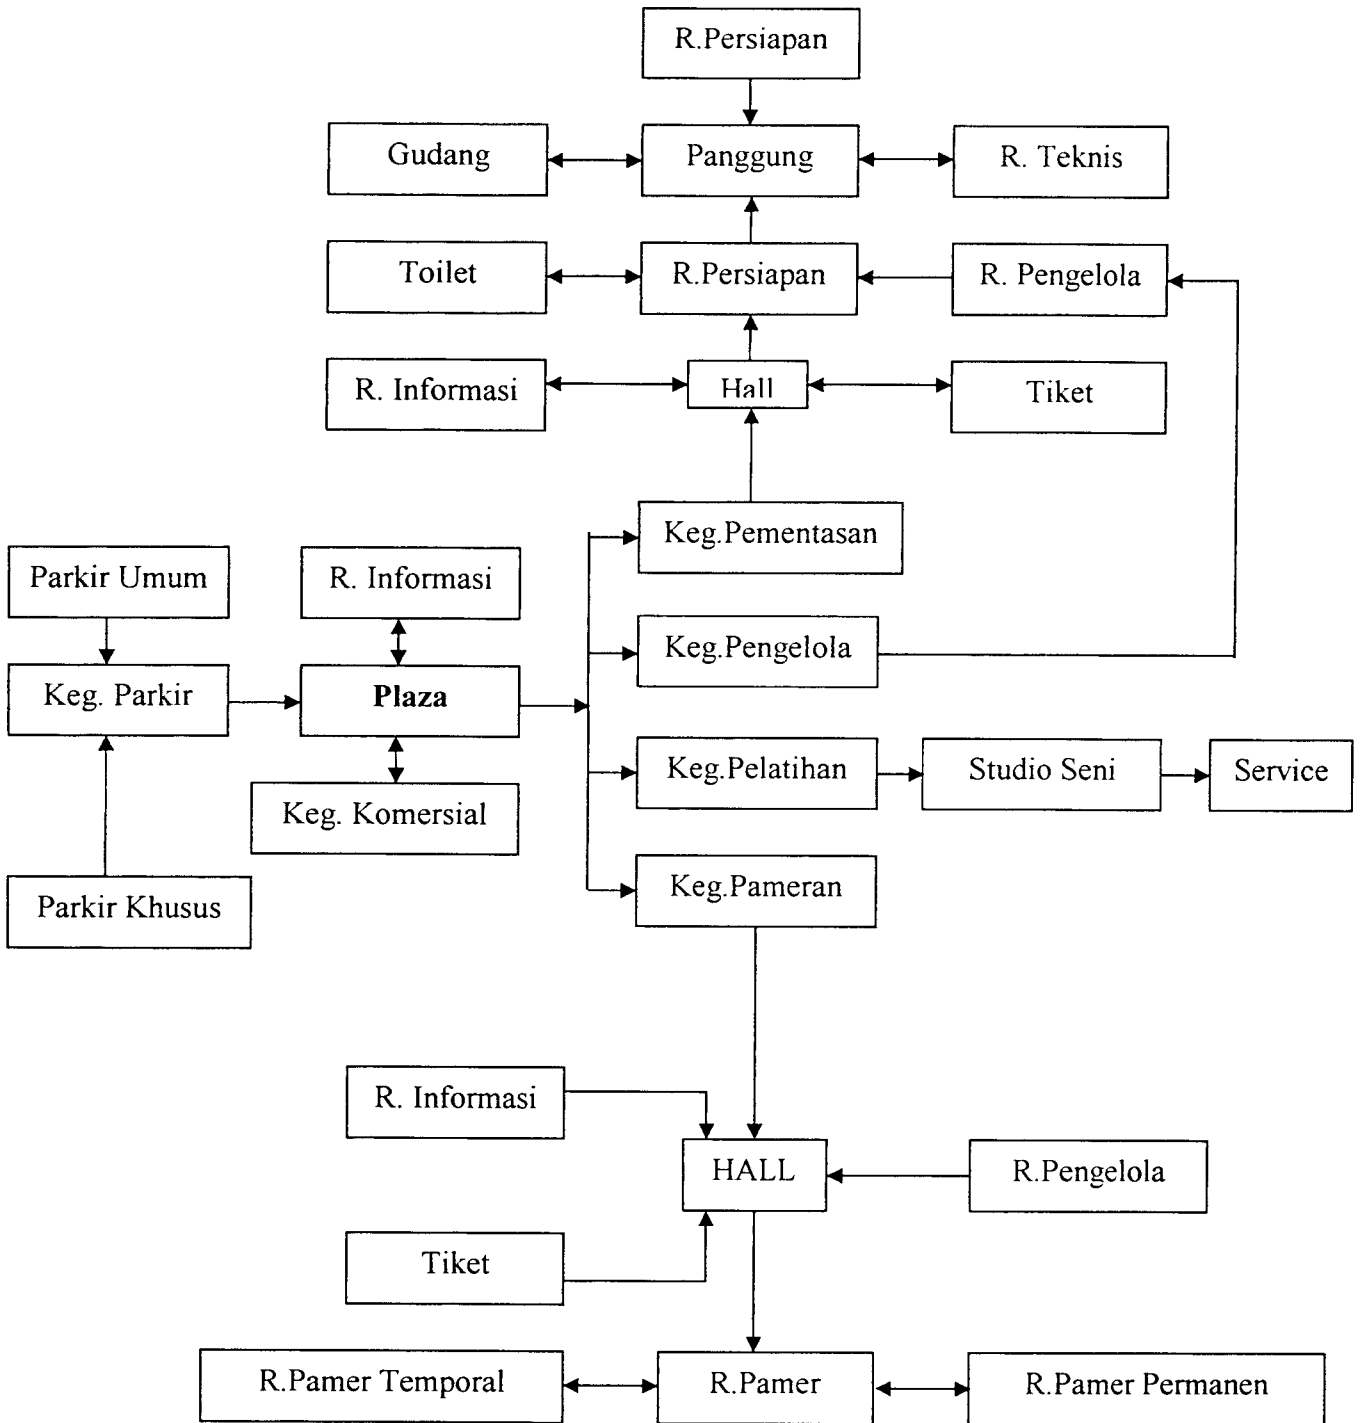 R.Persiapan
Gudang
Panggung
R. Teknis
Toilet
R.Persiapan
R. Pengelola
R. Informasi
Hall
Tiket
Keg.Pementasan
Parkir Umum
R. Informasi
Keg.Pengelola
Keg. Parkir
Plaza
Keg.Pelatihan
Studio Seni
Service
Keg. Komersial
Keg.Pameran
Parkir Khusus
R. Informasi
HALL
R.Pengelola
Tiket
R.Pamer Temporal
R.Pamer
R.Pamer Permanen